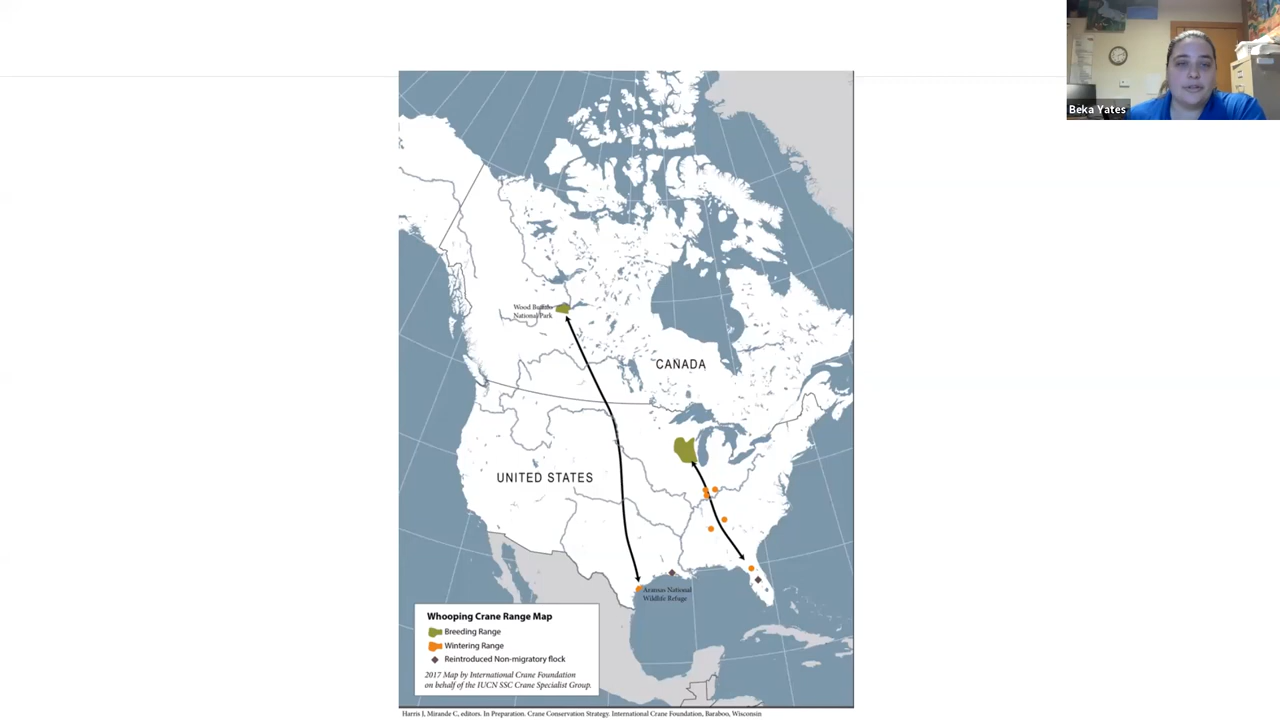 Beka Yates
Wood Buffalo
National Park
CANADA
UNITED STATES
Aransas National
Wildlife Refuge
Whooping Crane Range Map
Breeding Range
Wintering Range
Reintroduced Non-migratory flock
2017 Map by International Crane Foundation
on behalf of the IUCN SSC Crane Specialist Group.
Harris J, Mirande C, editors. In Preparation. Crane Conservation Strategy. International Crane Foundation, Baraboo, Wisconsin